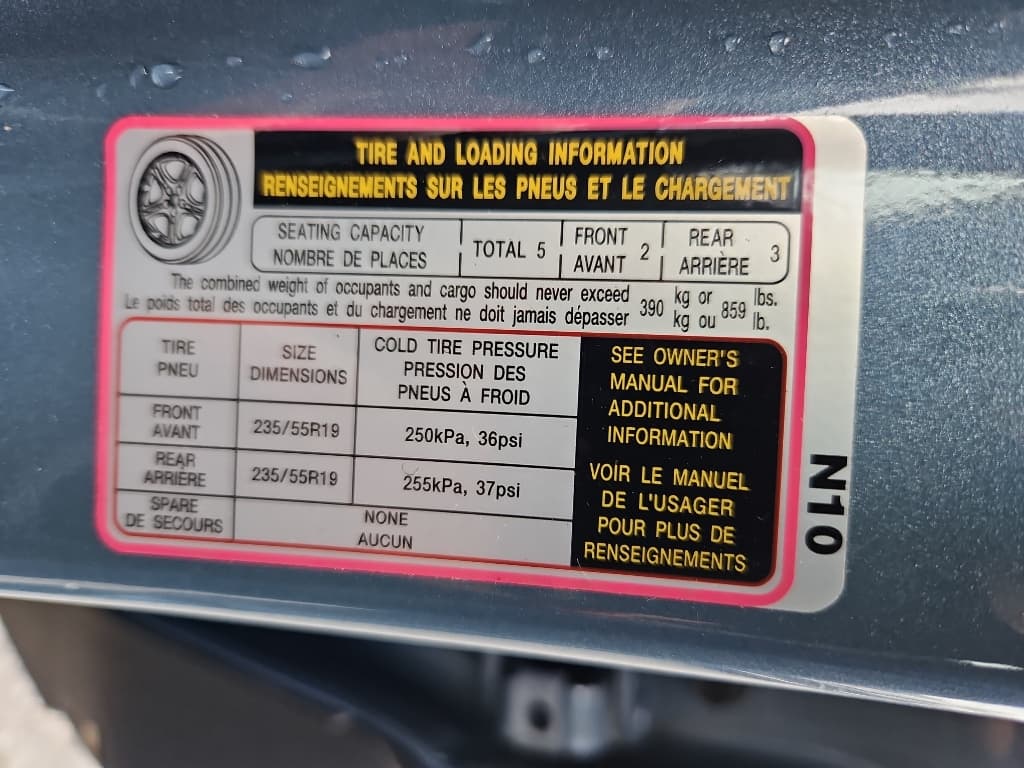 TIRE AND LOADING INFORMATION
RENSEIGNEMENTS SUR LES PNEUS ET LE CHARGEMENT
SEATING CAPACITY
NOMBRE DE PLACES
TOTAL 5
FRONT
AVANT
2
REAR
ARRIÈRE
3
The combined weight of occupants and cargo should never exceed
Le poids total des occupants et du chargement ne doit jamais dépasser
390
kg or
kg ou
859
lbs.
lb.
TIRE
PNEU
SIZE
DIMENSIONS
COLD TIRE PRESSURE
PRESSION DES
PNEUS À FROID
FRONT
AVANT
235/55R19
250kPa, 36psi
REAR
ARRIÈRE
235/55R19
255kPa, 37psi
SPARE
DE SECOURS
NONE
AUCUN
SEE OWNER'S
MANUAL FOR
ADDITIONAL
INFORMATION
VOIR LE MANUEL
DE L'USAGER
POUR PLUS DE
RENSEIGNEMENTS
N10